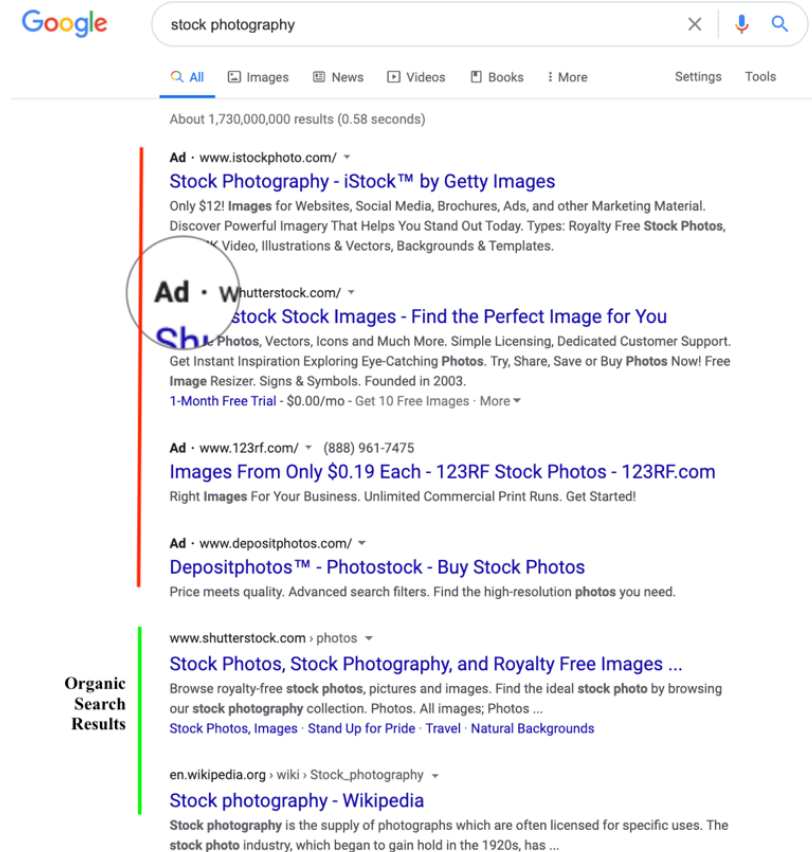 Google
stock photography
All Images News Videos Books More Settings Tools
About 1,730,000,000 results (0.58 seconds)
Ad · www.istockphoto.com/
Stock Photography - iStock™ by Getty Images
Only $12! Images for Websites, Social Media, Brochures, Ads, and other Marketing Material.
Discover Powerful Imagery That Helps You Stand Out Today. Types: Royalty Free Stock Photos,
Video, Illustrations & Vectors, Backgrounds & Templates.
Ad · whutterstock.com/
Shu stock Stock Images - Find the Perfect Image for You
Photos, Vectors, Icons and Much More. Simple Licensing, Dedicated Customer Support.
Get Instant Inspiration Exploring Eye-Catching Photos. Try, Share, Save or Buy Photos Now! Free
Image Resizer. Signs & Symbols. Founded in 2003.
1-Month Free Trial - $0.00/mo - Get 10 Free Images · More
Ad · www.123rf.com/ (888) 961-7475
Images From Only $0.19 Each - 123RF Stock Photos - 123RF.com
Right Images For Your Business. Unlimited Commercial Print Runs. Get Started!
Ad · www.depositphotos.com/
Depositphotos™ - Photostock - Buy Stock Photos
Price meets quality. Advanced search filters. Find the high-resolution photos you need.
www.shutterstock.com › photos
Stock Photos, Stock Photography, and Royalty Free Images ...
Organic
Search
Results
Browse royalty-free stock photos, pictures and images. Find the ideal stock photo by browsing
our stock photography collection. Photos. All images; Photos ...
Stock Photos, Images · Stand Up for Pride · Travel · Natural Backgrounds
en.wikipedia.org › wiki › Stock_photography
Stock photography - Wikipedia
Stock photography is the supply of photographs which are often licensed for specific uses. The
stock photo industry, which began to gain hold in the 1920s, has ...